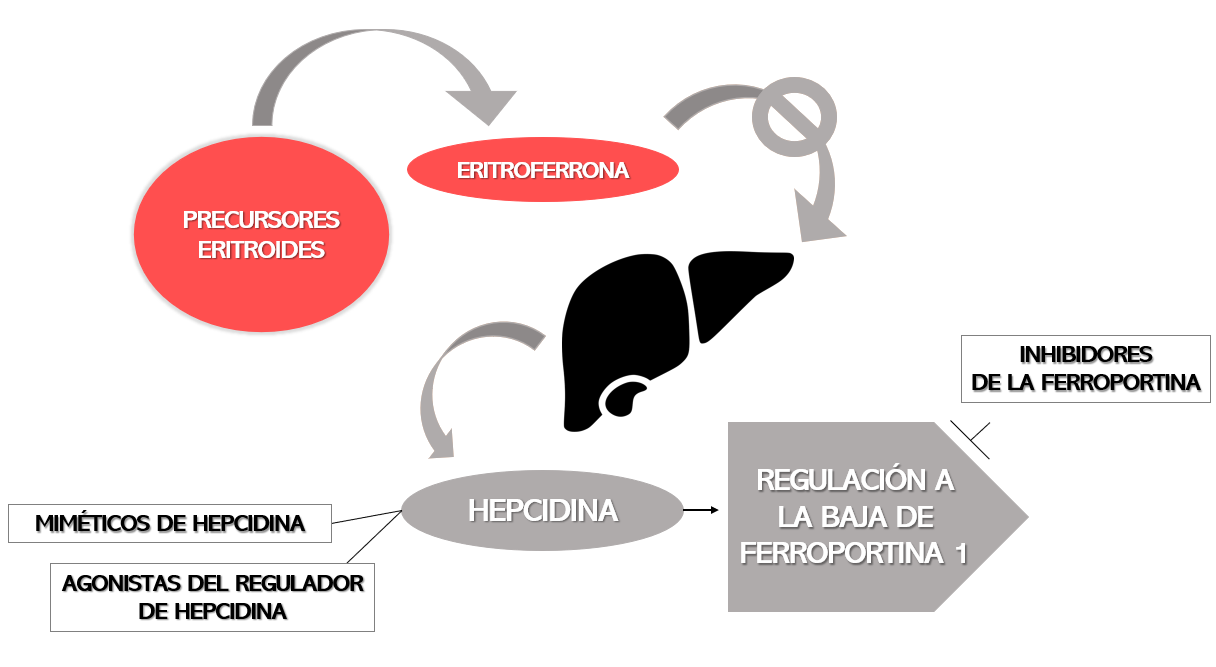 ERITROFERRONA
PRECURSORES
ERITROIDES
INHIBIDORES
DE LA FERROPORTINA
HEPCIDINA
REGULACIÓN A
LA BAJA DE
FERROPORTINA 1
MIMÉTICOS DE HEPCIDINA
AGONISTAS DEL REGULADOR
DE HEPCIDINA